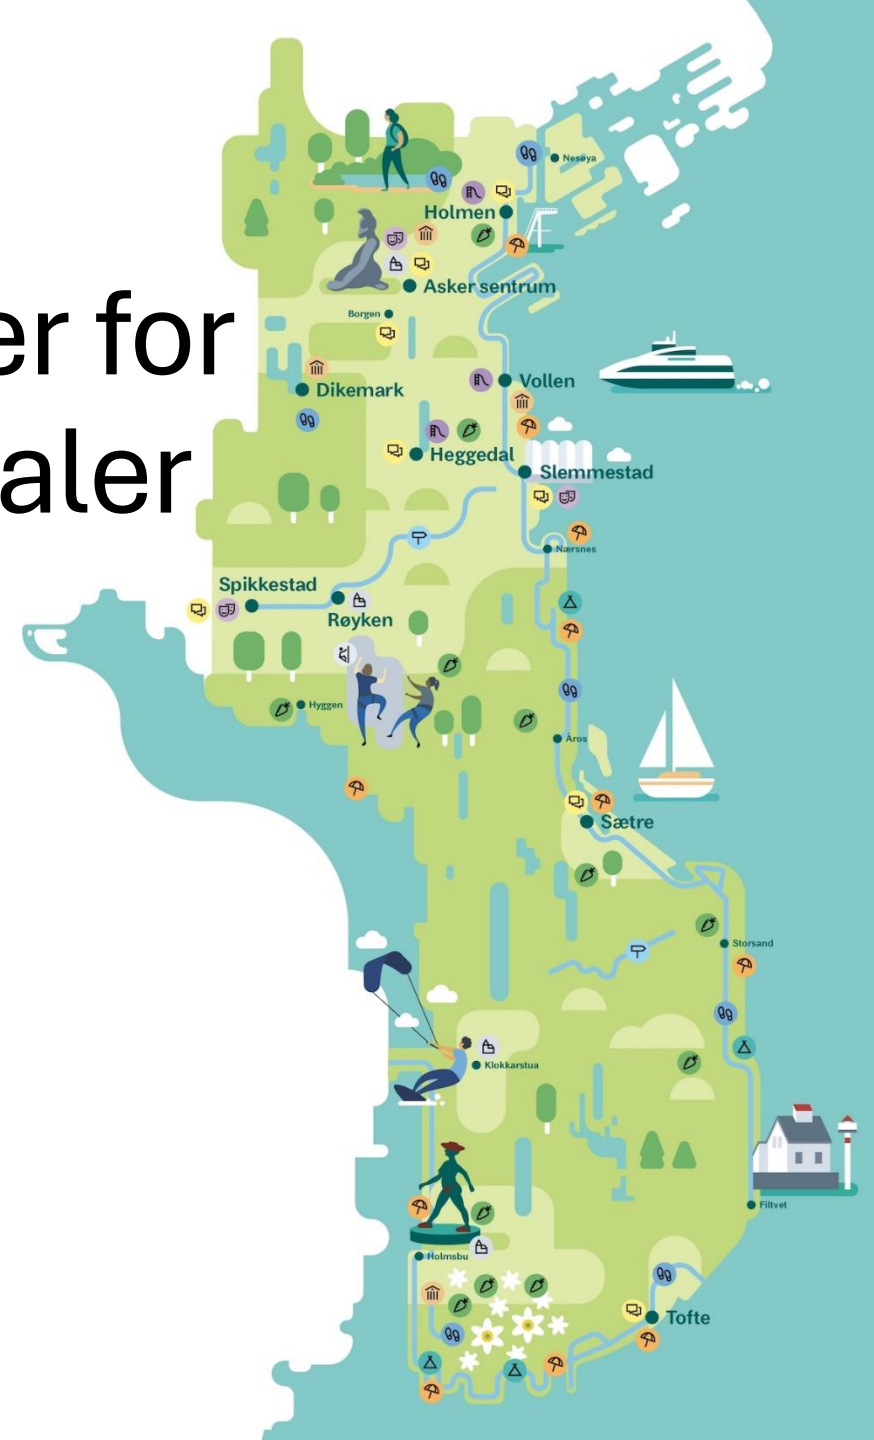 er for
aler
Nesøya
Holmen
Asker sentrum
Borgen
Dikemark
Vollen
Heggedal
Slemmestad
Nærsnes
Spikkestad
Røyken
Hyggen
Åros
Sætre
Storsand
Klokkarstua
Filtvet
Holmsbu
Tofte